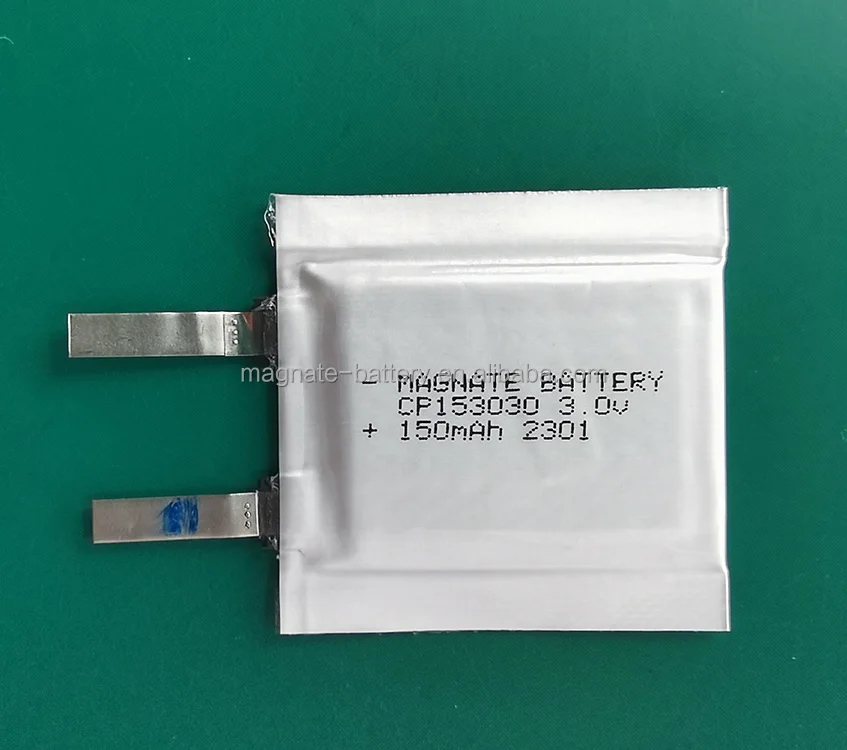 magnate-battery.en.alibaba.com
- MAGNATE BATTERY
CP153030 3.0v
+ 150mAh 2301